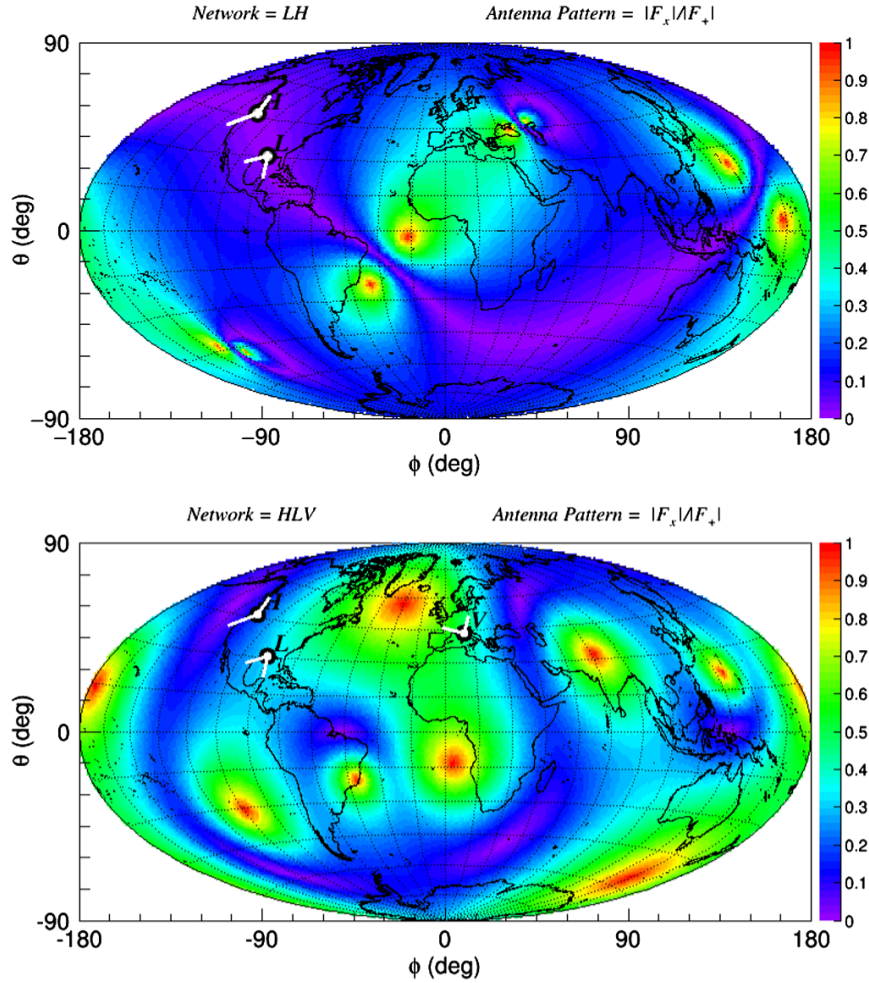 Network = LH Antenna Pattern = |Fx|/|F+|
90
0
−90
θ (deg)
H
L
−180 −90 0 90 180
ϕ (deg)
1
0.9
0.8
0.7
0.6
0.5
0.4
0.3
0.2
0.1
0
Network = HLV Antenna Pattern = |Fx|/|F+|
90
0
-90
θ (deg)
H
L
V
-180 -90 0 90 180
ϕ (deg)
1
0.9
0.8
0.7
0.6
0.5
0.4
0.3
0.2
0.1
0